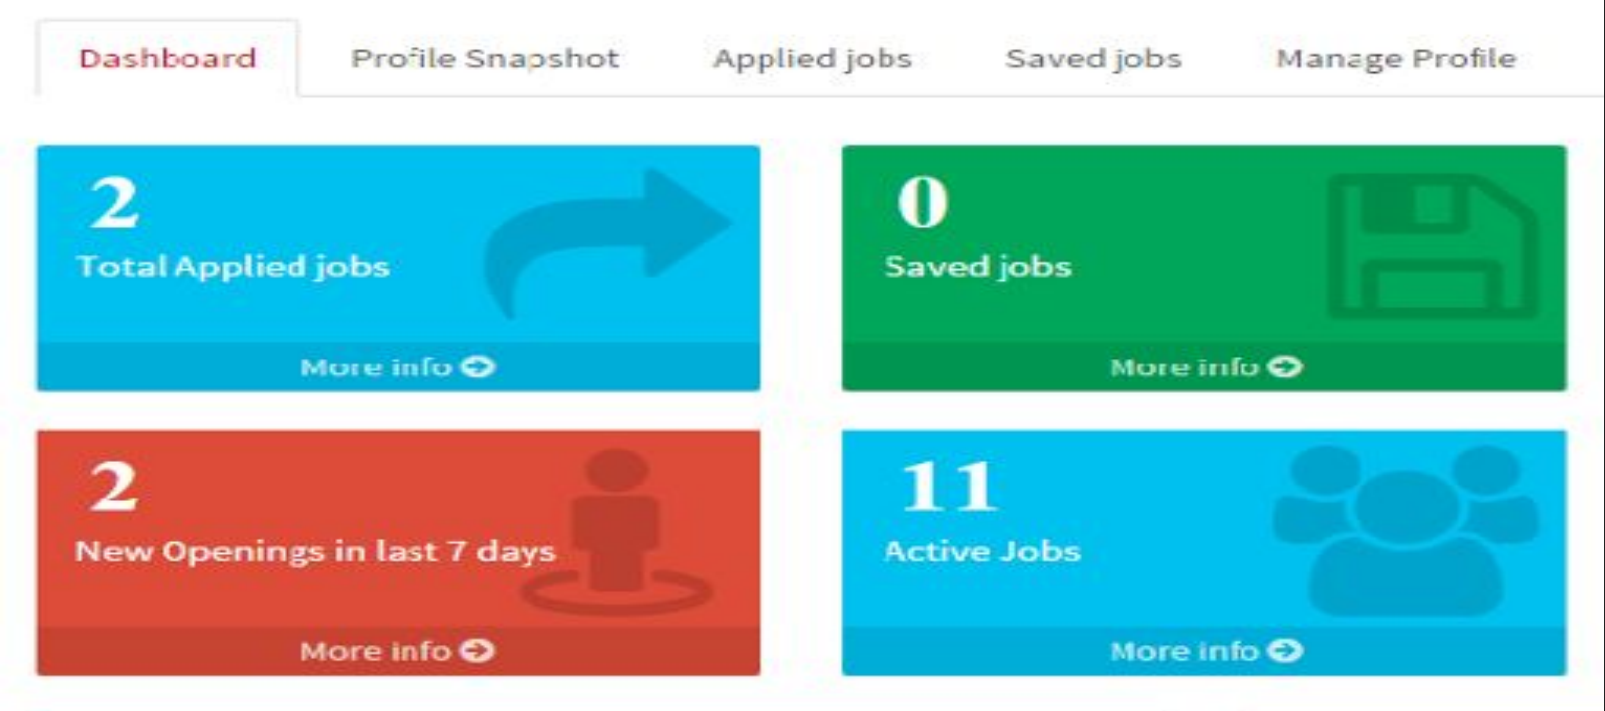 Dashboard Profile Snapshot Applied jobs Saved jobs Manage Profile
2
Total Applied jobs
More info
0
Saved jobs
More info
2
New Openings in last 7 days
More info
11
Active Jobs
More info